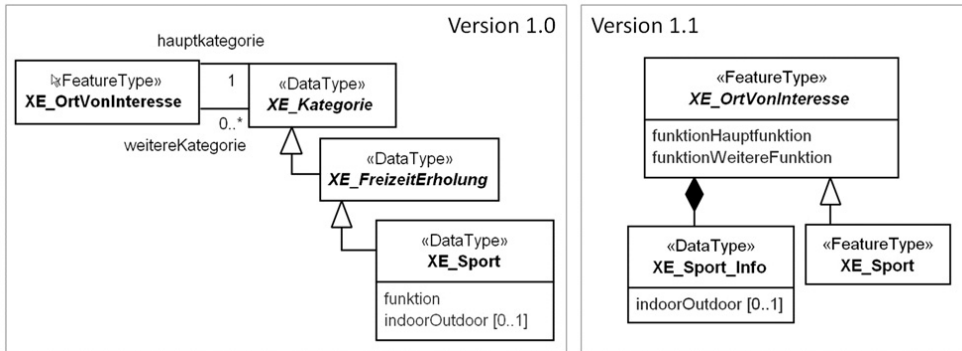 Version 1.0
hauptkategorie
«FeatureType»
XE_OrtVonInteresse
1
0..*
weitereKategorie
«DataType»
XE_Kategorie
«DataType»
XE_FreizeitErholung
«DataType»
XE_Sport
funktion
indoorOutdoor [0..1]
Version 1.1
«FeatureType»
XE_OrtVonInteresse
funktionHauptfunktion
funktionWeitereFunktion
«DataType»
XE_Sport_Info
indoorOutdoor [0..1]
«FeatureType»
XE_Sport